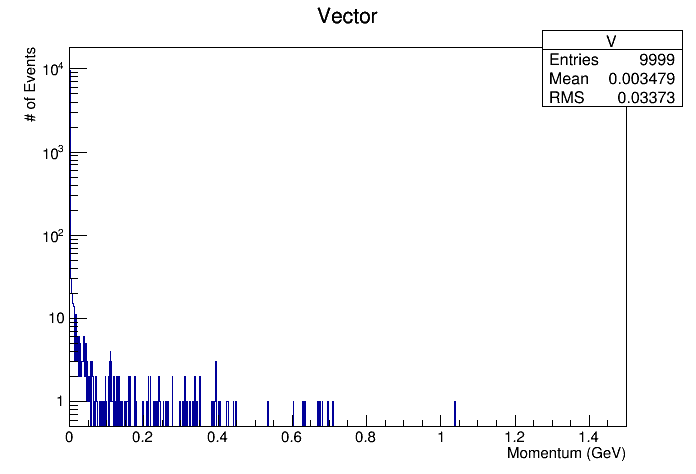 Vector
V
Entries 9999
Mean 0.003479
RMS 0.03373
# of Events
10⁴
10³
10²
10
1
0 0.2 0.4 0.6 0.8 1 1.2 1.4
Momentum (GeV)